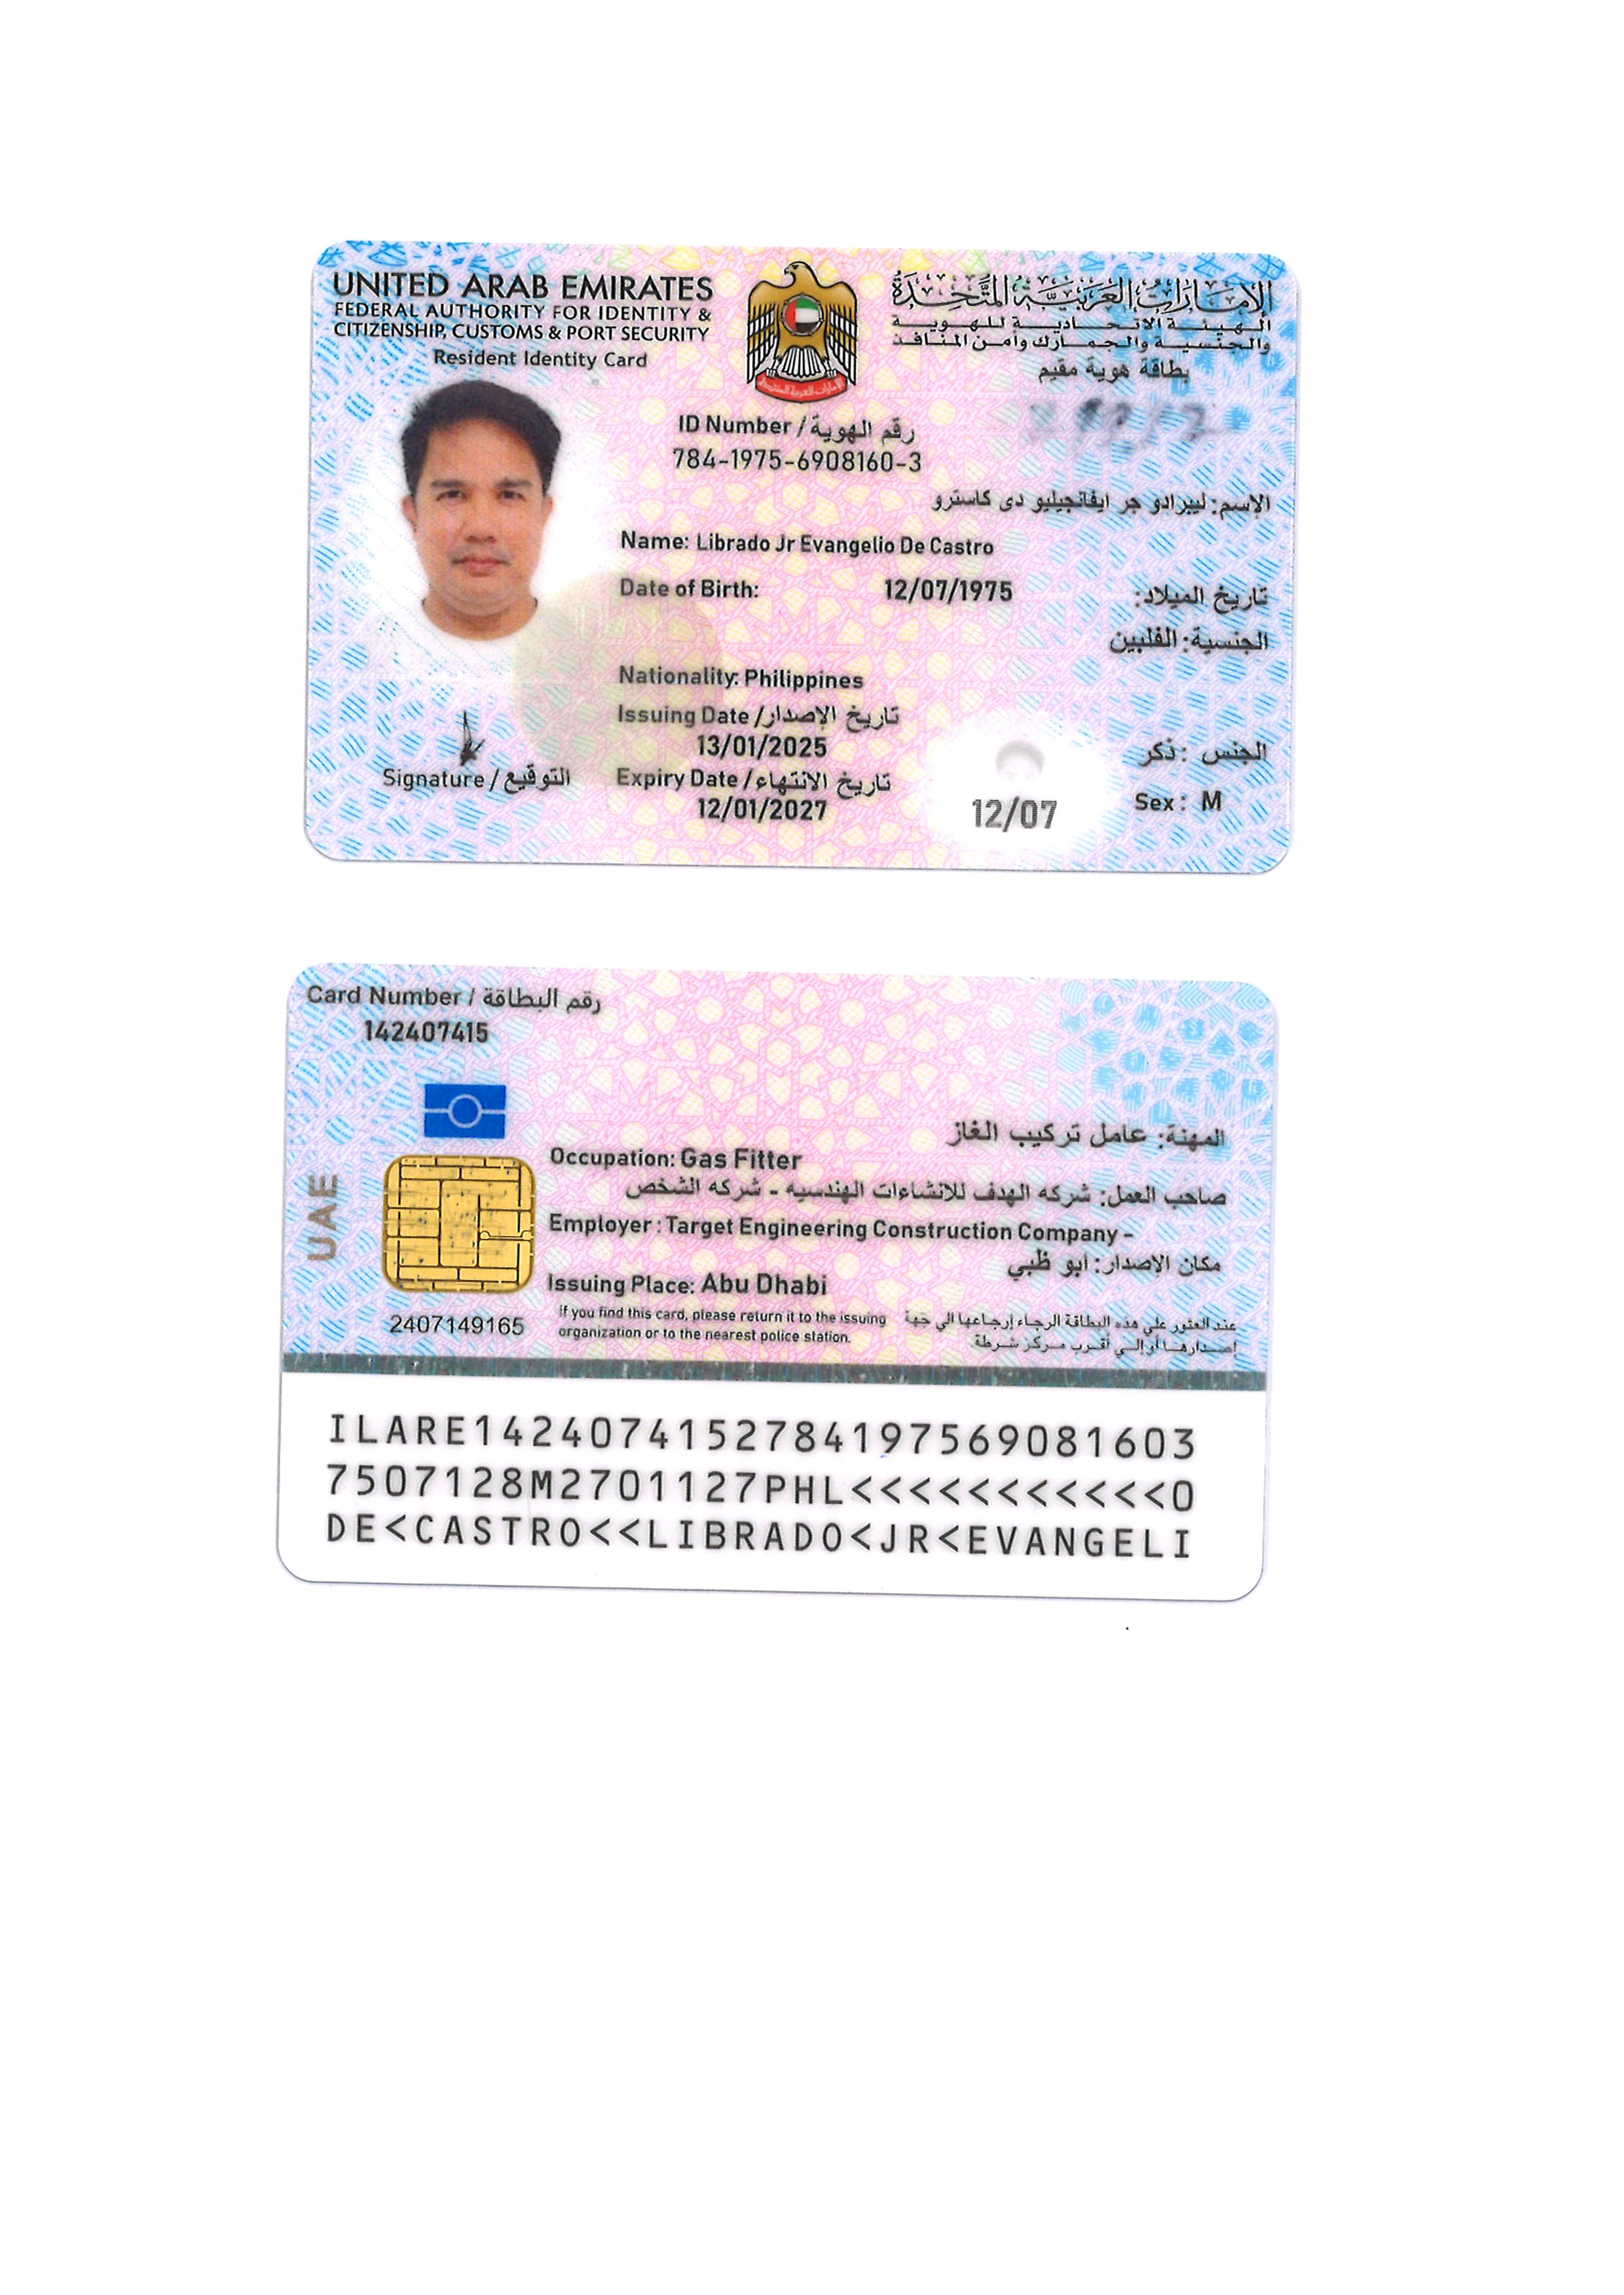 UNITED ARAB EMIRATES
FEDERAL AUTHORITY FOR IDENTITY &
CITIZENSHIP, CUSTOMS & PORT SECURITY
Resident Identity Card
الإمارات العربية المتحدة
الهيئة الاتحادية للهوية
والجنسية والجمارك وأمن المنافذ
بطاقة هوية مقيم
ID Number / رقم الهوية
784-1975-6908160-3
الإسم: ليبرادو جر ايفانجيليو دى كاسترو
Name: Librado Jr Evangelio De Castro
Date of Birth: 12/07/1975 تاريخ الميلاد:
الجنسية: الفلبين
Nationality: Philippines
Issuing Date / تاريخ الإصدار
13/01/2025
Expiry Date / تاريخ الانتهاء
12/01/2027
Signature / التوقيع
12/07
الجنس : ذكر
Sex : M
Card Number / رقم البطاقة
142407415
المهنة: عامل تركيب الغاز
Occupation: Gas Fitter
صاحب العمل: شركه الهدف للانشاءات الهندسيه - شركه الشخص
Employer : Target Engineering Construction Company -
مكان الإصدار: أبو ظبي
Issuing Place: Abu Dhabi
UAE
2407149165
If you find this card, please return it to the issuing
organization or to the nearest police station.
عند العثور علي هذه البطاقة الرجاء إرجاعها الي جهة
إصدارها أو إلي أقرب مركز شرطة.
ILARE1424074152784197569081603
7507128M2701127PHL<<<<<<<<<<<0
DE<CASTRO<<LIBRADO<JR<EVANGELI